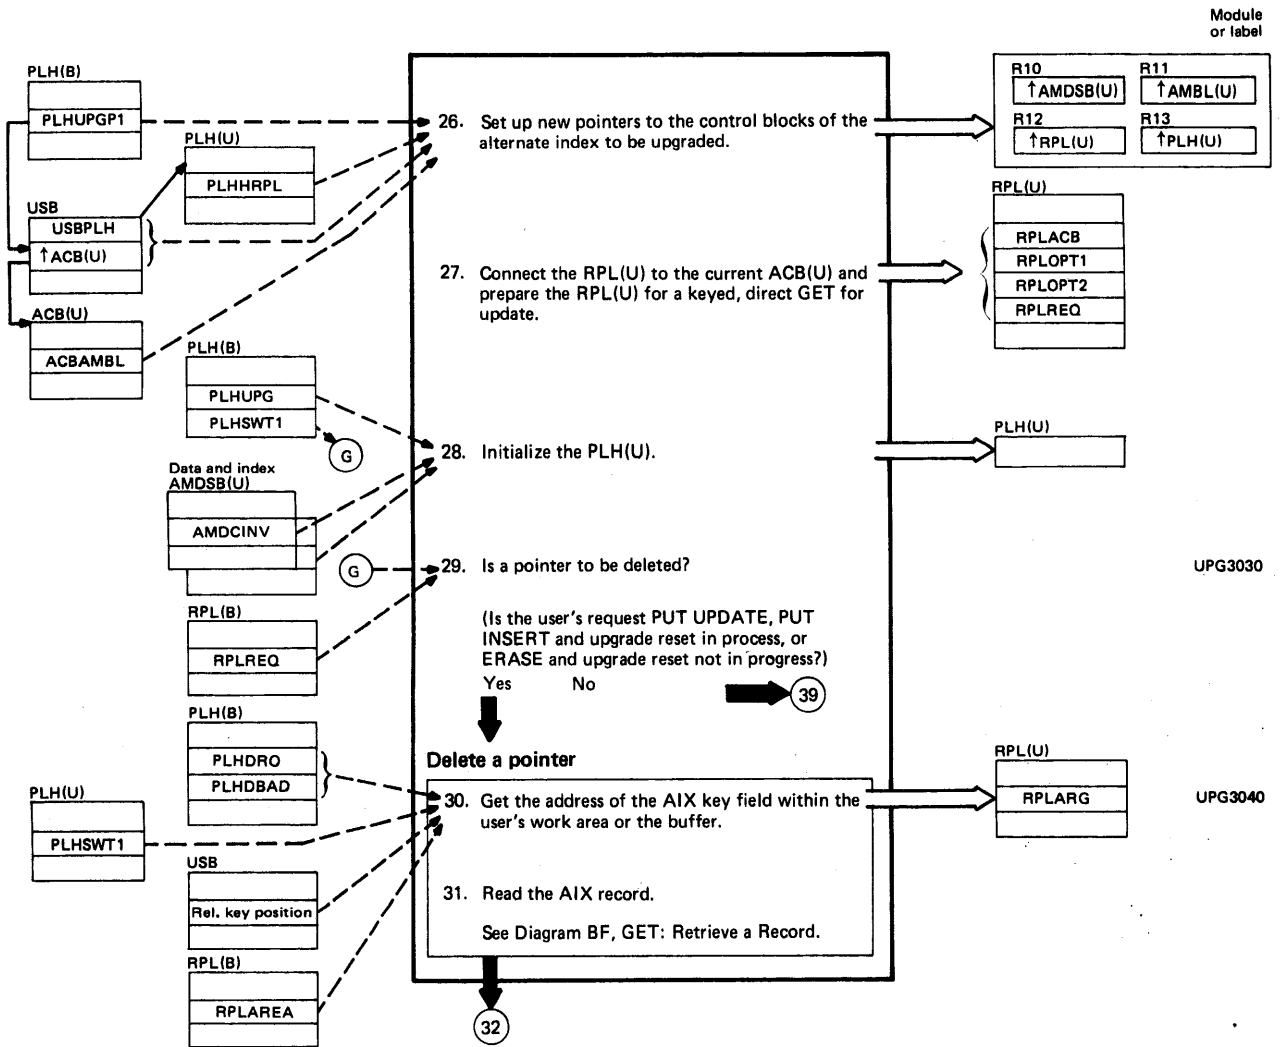 Module
or label
PLH(B)
PLHUPGP1
PLH(U)
PLHHRPL
USB
USBPLH
↑ACB(U)
ACB(U)
ACBAMBL
26. Set up new pointers to the control blocks of the
alternate index to be upgraded.
R10
↑AMDSB(U)
R11
↑AMBL(U)
R12
↑RPL(U)
R13
↑PLH(U)
27. Connect the RPL(U) to the current ACB(U) and
prepare the RPL(U) for a keyed, direct GET for
update.
RPL(U)
RPLACB
RPLOPT1
RPLOPT2
RPLREQ
PLH(B)
PLHUPG
PLHSWT1
G
28. Initialize the PLH(U).
PLH(U)
Data and index
AMDSB(U)
AMDCINV
G
29. Is a pointer to be deleted?
UPG3030
(Is the user's request PUT UPDATE, PUT
INSERT and upgrade reset in process, or
ERASE and upgrade reset not in progress?)
Yes No
39
RPL(B)
RPLREQ
PLH(B)
PLHDRO
PLHDBAD
PLH(U)
PLHSWT1
Delete a pointer
30. Get the address of the AIX key field within the
user's work area or the buffer.
RPL(U)
RPLARG
UPG3040
USB
Rel. key position
31. Read the AIX record.
See Diagram BF, GET: Retrieve a Record.
RPL(B)
RPLAREA
32